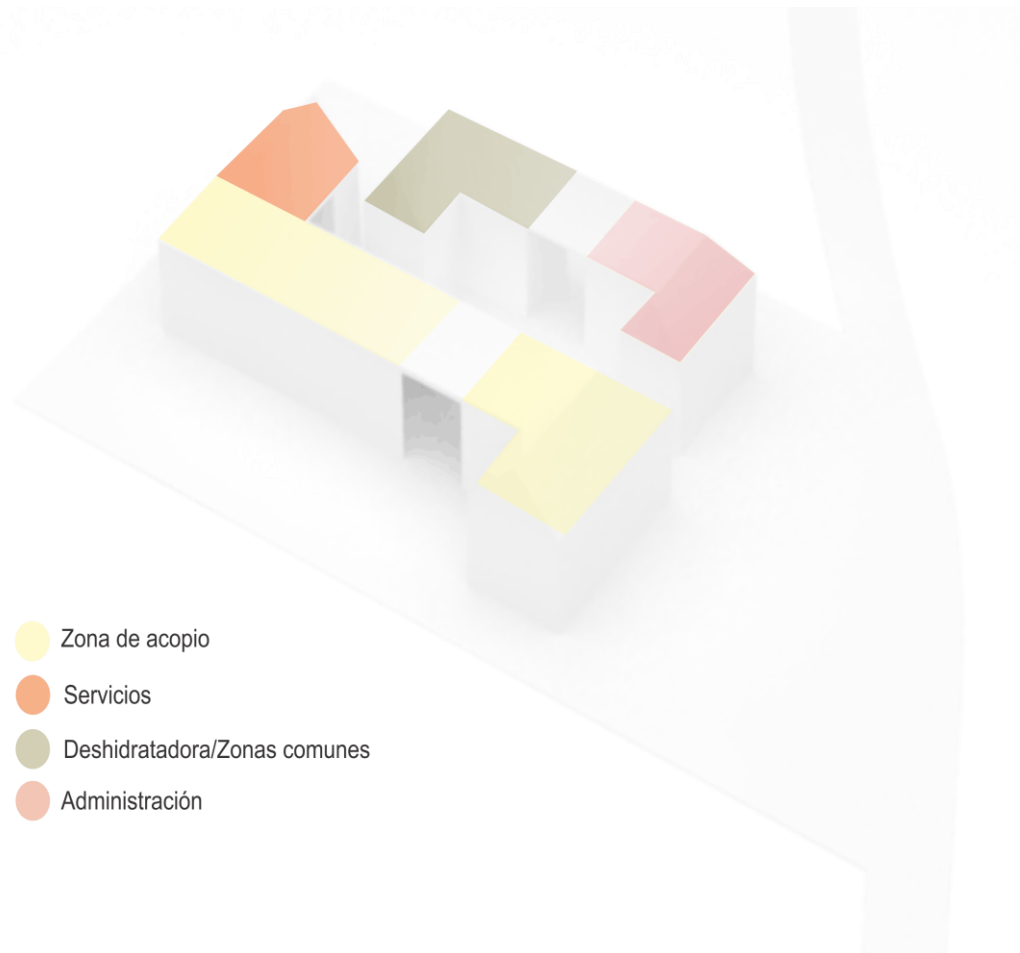 Zona de acopio
Servicios
Deshidratadora/Zonas comunes
Administración